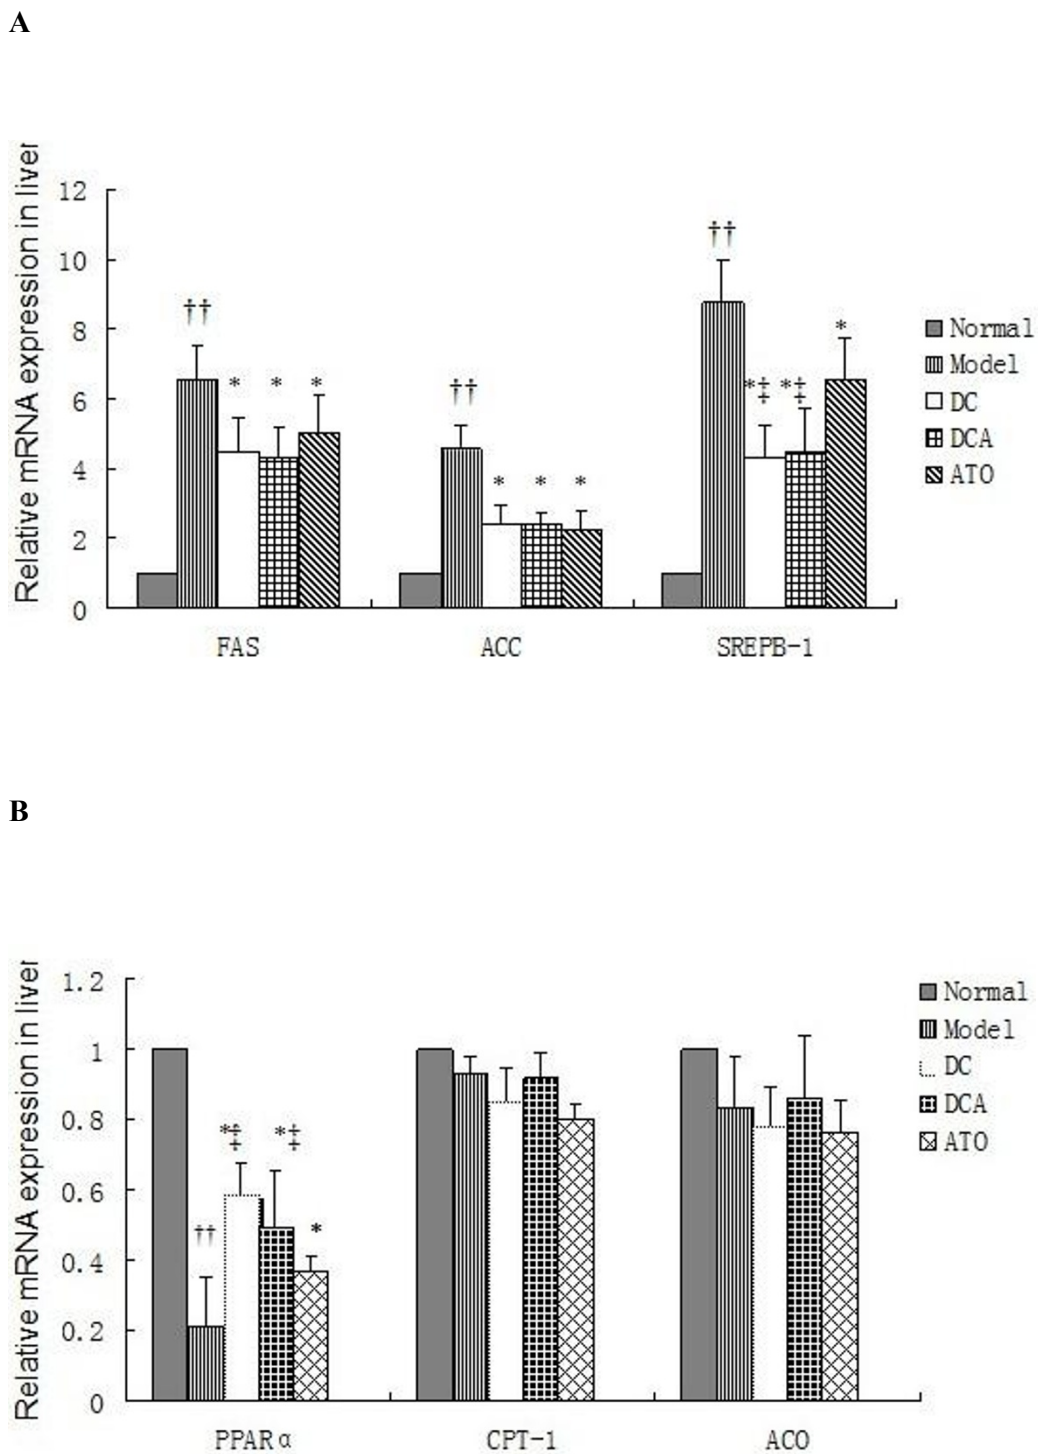 A
Relative mRNA expression in liver
12
10
8
6
4
2
0
††
*
*
*
††
*
*
*
††
*‡
‡
*‡
‡
*
FAS
ACC
SREPB-1
Normal
Model
DC
DCA
ATO
B
Relative mRNA expression in liver
1.2
1
0.8
0.6
0.4
0.2
0
††
*‡
‡
*‡
‡
*
PPARα
CPT-1
ACO
Normal
Model
DC
DCA
ATO